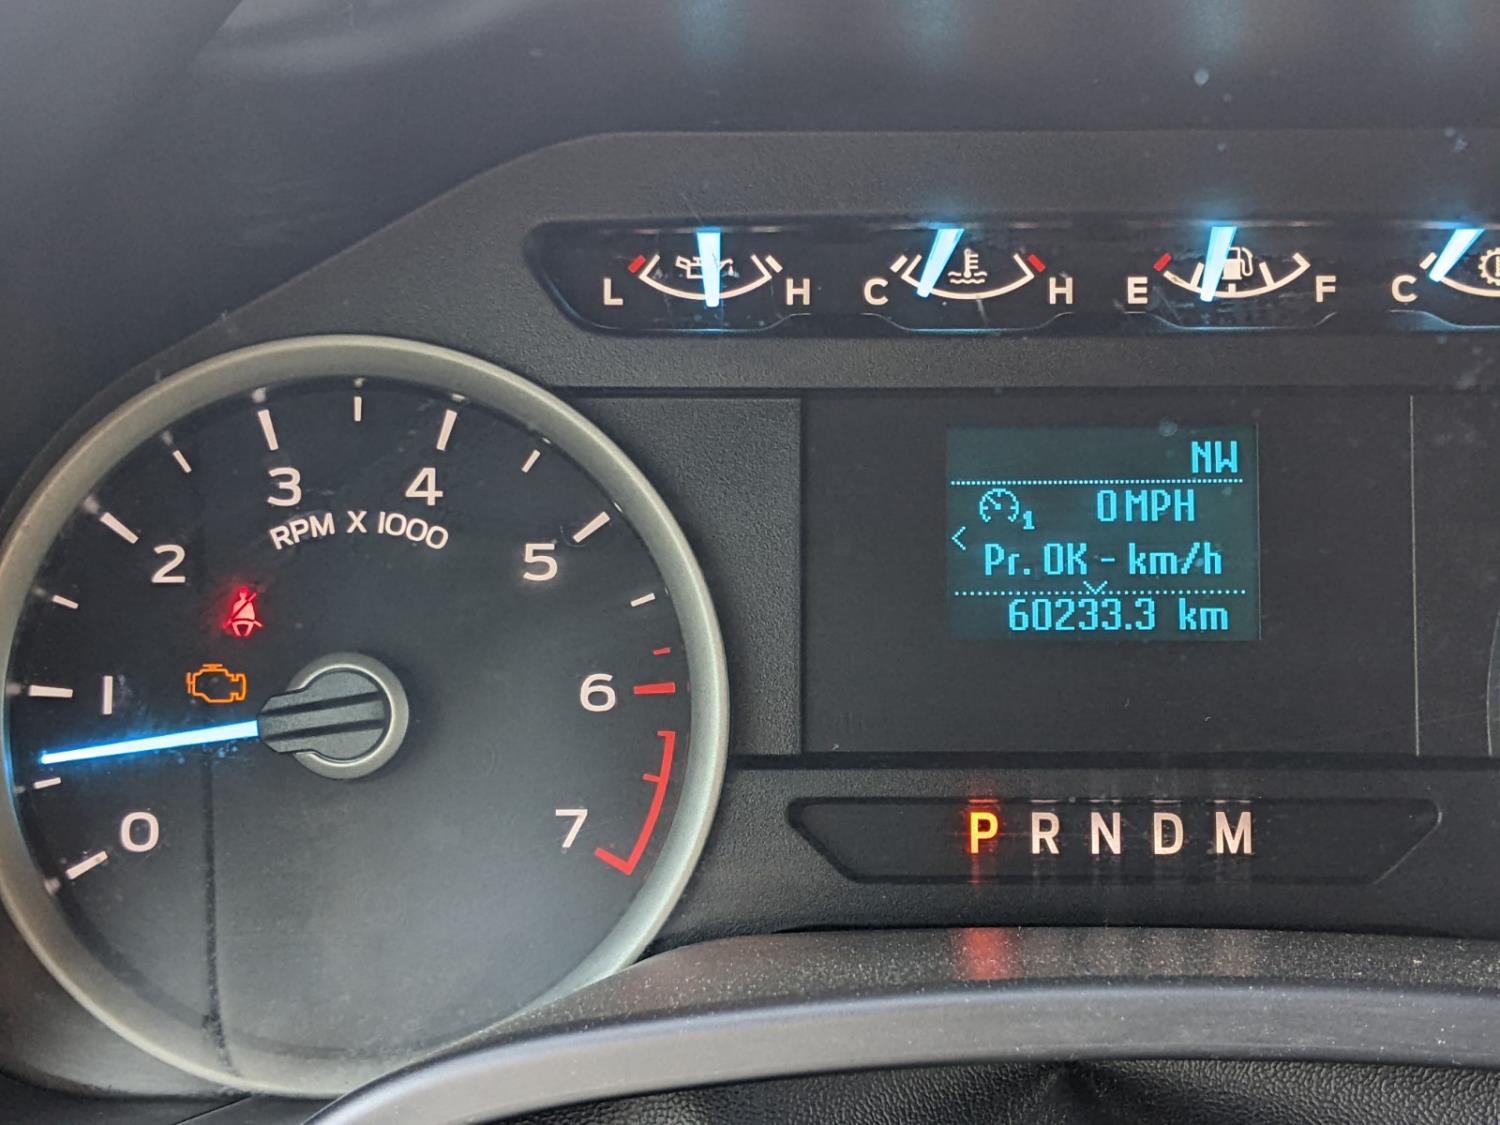 L H C H E F C
NW
0 MPH
1
Pr. OK - km/h
60233.3 km
3 4
RPM X 1000
2 5
1 6
0 7
P R N D M